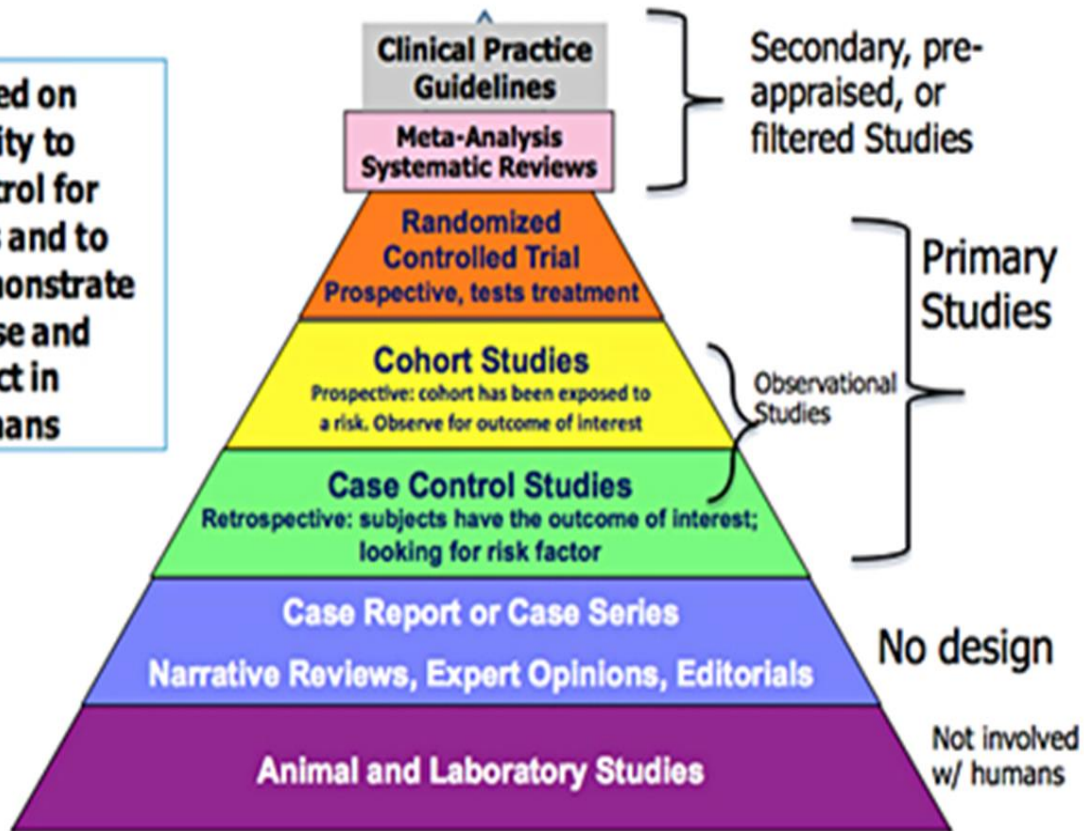 ed on
ity to
trol for
s and to
nonstrate
se and
ct in
nans
Clinical Practice
Guidelines
Meta-Analysis
Systematic Reviews
Randomized
Controlled Trial
Prospective, tests treatment
Cohort Studies
Prospective: cohort has been exposed to
a risk. Observe for outcome of interest
Case Control Studies
Retrospective: subjects have the outcome of interest;
looking for risk factor
Case Report or Case Series
Narrative Reviews, Expert Opinions, Editorials
Animal and Laboratory Studies
Secondary, pre-
appraised, or
filtered Studies
Primary
Studies
Observational
Studies
No design
Not involved
w/ humans